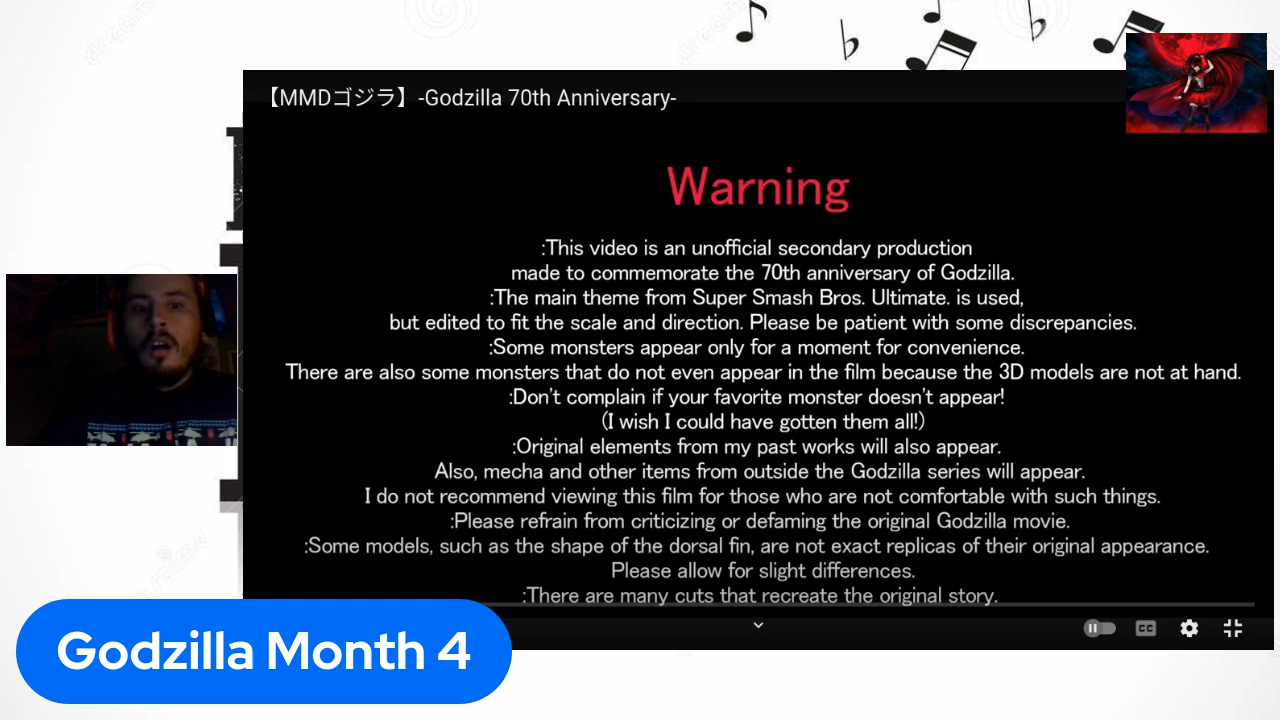 【MMDゴジラ】-Godzilla 70th Anniversary-
Warning
:This video is an unofficial secondary production
made to commemorate the 70th anniversary of Godzilla.
:The main theme from Super Smash Bros. Ultimate. is used,
but edited to fit the scale and direction. Please be patient with some discrepancies.
:Some monsters appear only for a moment for convenience.
There are also some monsters that do not even appear in the film because the 3D models are not at hand.
:Don't complain if your favorite monster doesn't appear!
(I wish I could have gotten them all!)
:Original elements from my past works will also appear.
Also, mecha and other items from outside the Godzilla series will appear.
I do not recommend viewing this film for those who are not comfortable with such things.
:Please refrain from criticizing or defaming the original Godzilla movie.
:Some models, such as the shape of the dorsal fin, are not exact replicas of their original appearance.
Please allow for slight differences.
:There are many cuts that recreate the original story.
CC
Godzilla Month 4